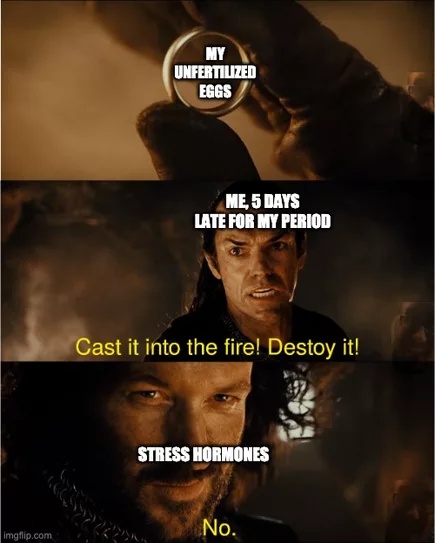 MY
UNFERTILIZED
EGGS
ME, 5 DAYS
LATE FOR MY PERIOD
Cast it into the fire! Destoy it!
STRESS HORMONES
No.
imgflip.com